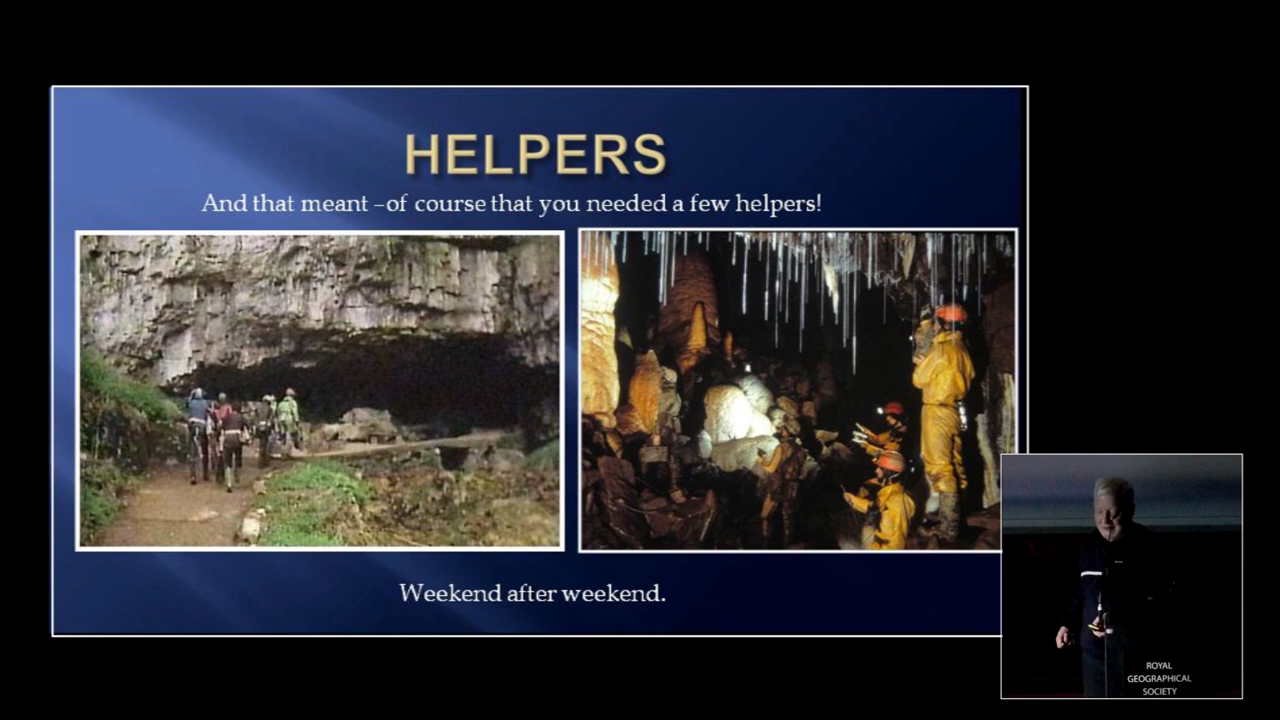 HELPERS
And that meant –of course that you needed a few helpers!
Weekend after weekend.
ROYAL
GEOGRAPHICAL
SOCIETY